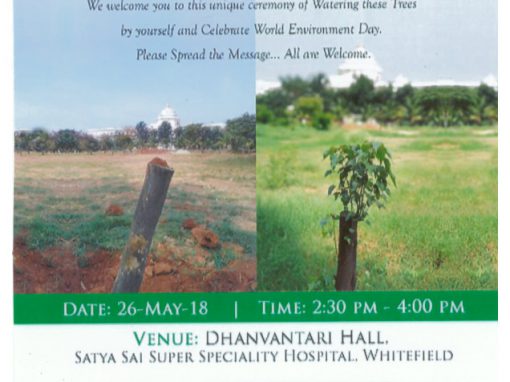 We welcome you to this unique ceremony of Watering these Trees
by yourself and Celebrate World Environment Day.
Please Spread the Message... All are Welcome.
DATE: 26-MAY-18 | TIME: 2:30 PM - 4:00 PM
VENUE: DHANVANTARI HALL,
SATYA SAI SUPER SPECIALITY HOSPITAL, WHITEFIELD